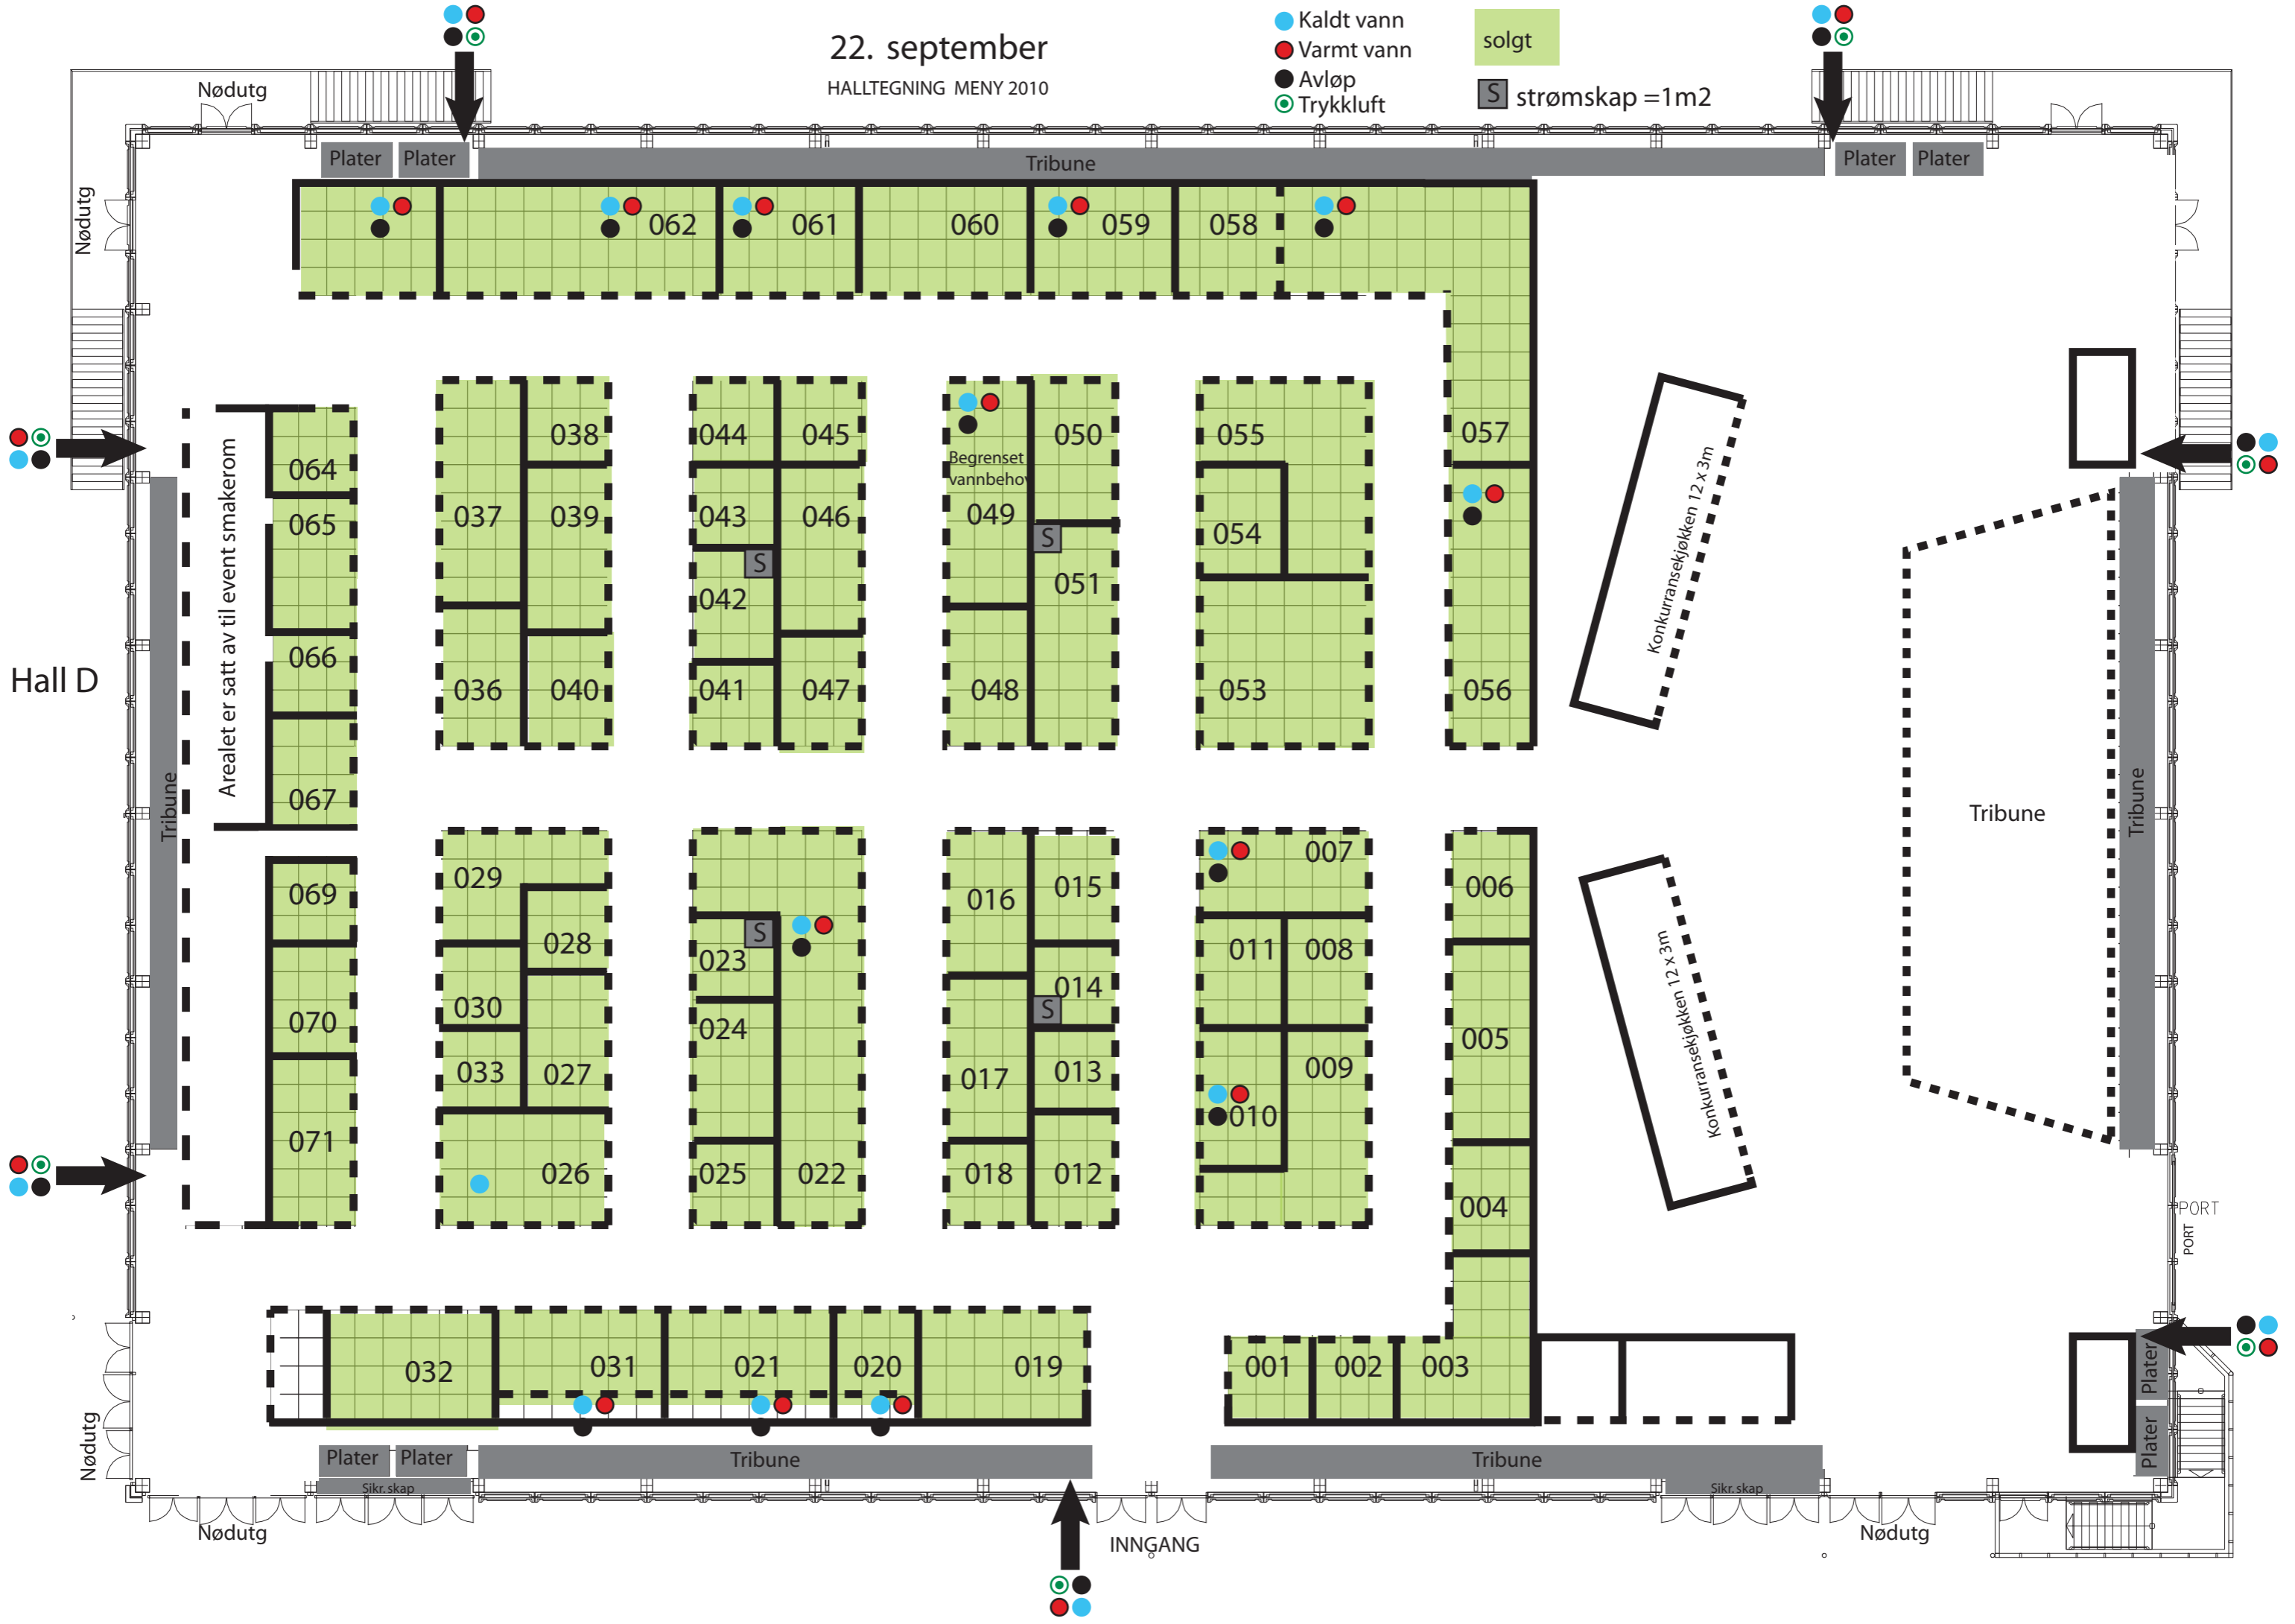 22. september
HALLTEGNING MENY 2010
Kaldt vann
Varmt vann
Avløp
Trykkluft
solgt
S strømskap =1m2
Nødutg
Nødutg
Plater
Plater
Tribune
Plater
Plater
062
061
060
059
058
038
044
045
050
055
057
Begrenset
vannbehov
064
065
037
039
043
046
049
054
S
S
051
042
066
036
040
041
047
048
053
056
067
Arealet er satt av til event smakerom
Hall D
Tribune
Konkurransekjøkken 12 x 3m
Tribune
Tribune
069
029
016
015
007
006
028
S
023
011
008
070
030
024
014
S
005
033
027
017
013
009
010
071
026
025
022
018
012
004
Konkurransekjøkken 12 x 3m
PORT
PORT
032
031
021
020
019
001
002
003
Plater
Plater
Nødutg
Plater
Plater
Tribune
Tribune
Sikr. skap
Sikr. skap
Nødutg
INNGANG
Nødutg